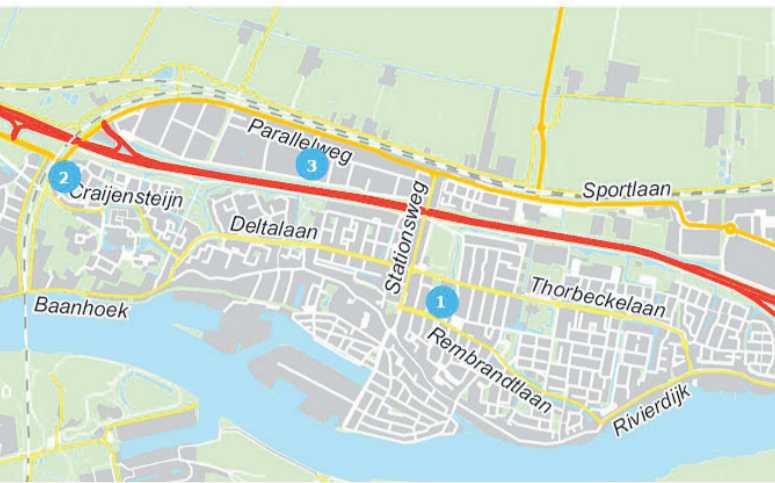 Parallelweg
3
2
Craijensteijn
Sportlaan
Stationsweg
Deltalaan
Thorbeckelaan
1
Baanhoek
Rembrandtlaan
Rivierdijk